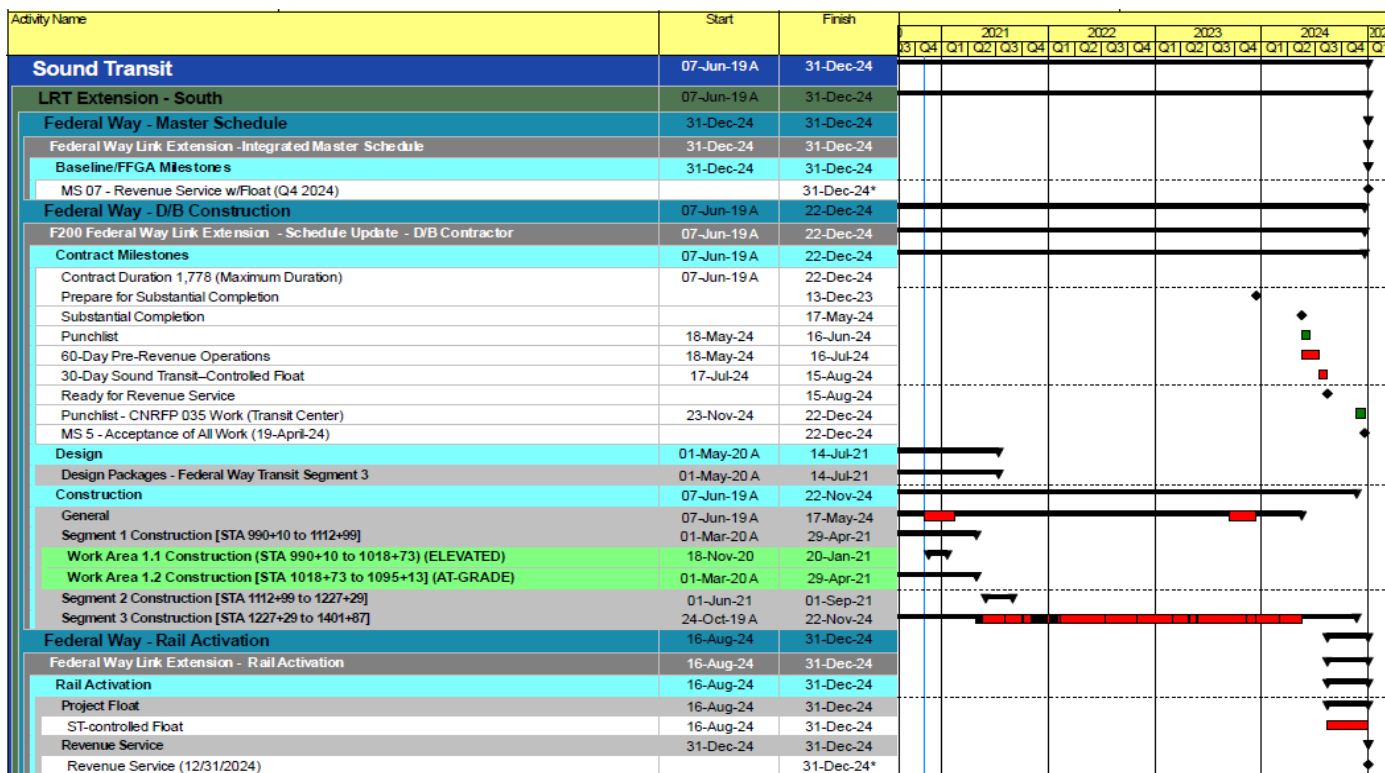 Activity Name Start Finish
0 2021 2022 2023 2024 202
Q3 Q4 Q1 Q2 Q3 Q4 Q1 Q2 Q3 Q4 Q1 Q2 Q3 Q4 Q1 Q2 Q3 Q4 Q1
Sound Transit 07-Jun-19 A 31-Dec-24
LRT Extension - South 07-Jun-19 A 31-Dec-24
Federal Way - Master Schedule 31-Dec-24 31-Dec-24
Federal Way Link Extension -Integrated Master Schedule 31-Dec-24 31-Dec-24
Baseline/FFGA Milestones 31-Dec-24 31-Dec-24
MS 07 - Revenue Service w/Float (Q4 2024) 31-Dec-24*
Federal Way - D/B Construction 07-Jun-19 A 22-Dec-24
F200 Federal Way Link Extension - Schedule Update - D/B Contractor 07-Jun-19 A 22-Dec-24
Contract Milestones 07-Jun-19 A 22-Dec-24
Contract Duration 1,778 (Maximum Duration) 07-Jun-19 A 22-Dec-24
Prepare for Substantial Completion 13-Dec-23
Substantial Completion 17-May-24
Punchlist 18-May-24 16-Jun-24
60-Day Pre-Revenue Operations 18-May-24 16-Jul-24
30-Day Sound Transit–Controlled Float 17-Jul-24 15-Aug-24
Ready for Revenue Service 15-Aug-24
Punchlist - CNRFP 035 Work (Transit Center) 23-Nov-24 22-Dec-24
MS 5 - Acceptance of All Work (19-April-24) 22-Dec-24
Design 01-May-20 A 14-Jul-21
Design Packages - Federal Way Transit Segment 3 01-May-20 A 14-Jul-21
Construction 07-Jun-19 A 22-Nov-24
General 07-Jun-19 A 17-May-24
Segment 1 Construction [STA 990+10 to 1112+99] 01-Mar-20 A 29-Apr-21
Work Area 1.1 Construction (STA 990+10 to 1018+73) (ELEVATED) 18-Nov-20 20-Jan-21
Work Area 1.2 Construction [STA 1018+73 to 1095+13] (AT-GRADE) 01-Mar-20 A 29-Apr-21
Segment 2 Construction [STA 1112+99 to 1227+29] 01-Jun-21 01-Sep-21
Segment 3 Construction [STA 1227+29 to 1401+87] 24-Oct-19 A 22-Nov-24
Federal Way - Rail Activation 16-Aug-24 31-Dec-24
Federal Way Link Extension - Rail Activation 16-Aug-24 31-Dec-24
Rail Activation 16-Aug-24 31-Dec-24
Project Float 16-Aug-24 31-Dec-24
ST-controlled Float 16-Aug-24 31-Dec-24
Revenue Service 31-Dec-24 31-Dec-24
Revenue Service (12/31/2024) 31-Dec-24*